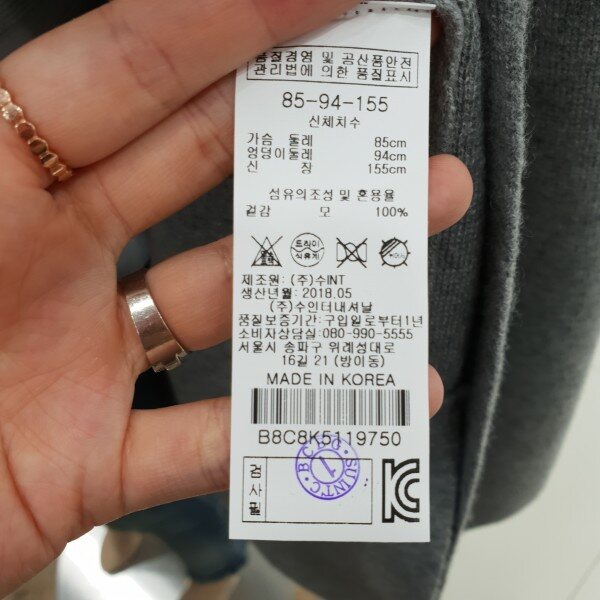 품질경영 및 공산품안전
관리법에 의한 품질표시
85-94-155
신체치수
가슴 둘레 85cm
엉덩이둘레 94cm
신 장 155cm
섬유의조성 및 혼용율
겉감 모 100%
드라이
석유계
제조원: (주)수INT
생산년월: 2018.05
(주)수인터내셔날
품질보증기간:구입일로부터1년
소비자상담실:080-990-5555
서울시 송파구 위례성대로
16길 21 (방이동)
MADE IN KOREA
B8C8K5119750
검사필
1